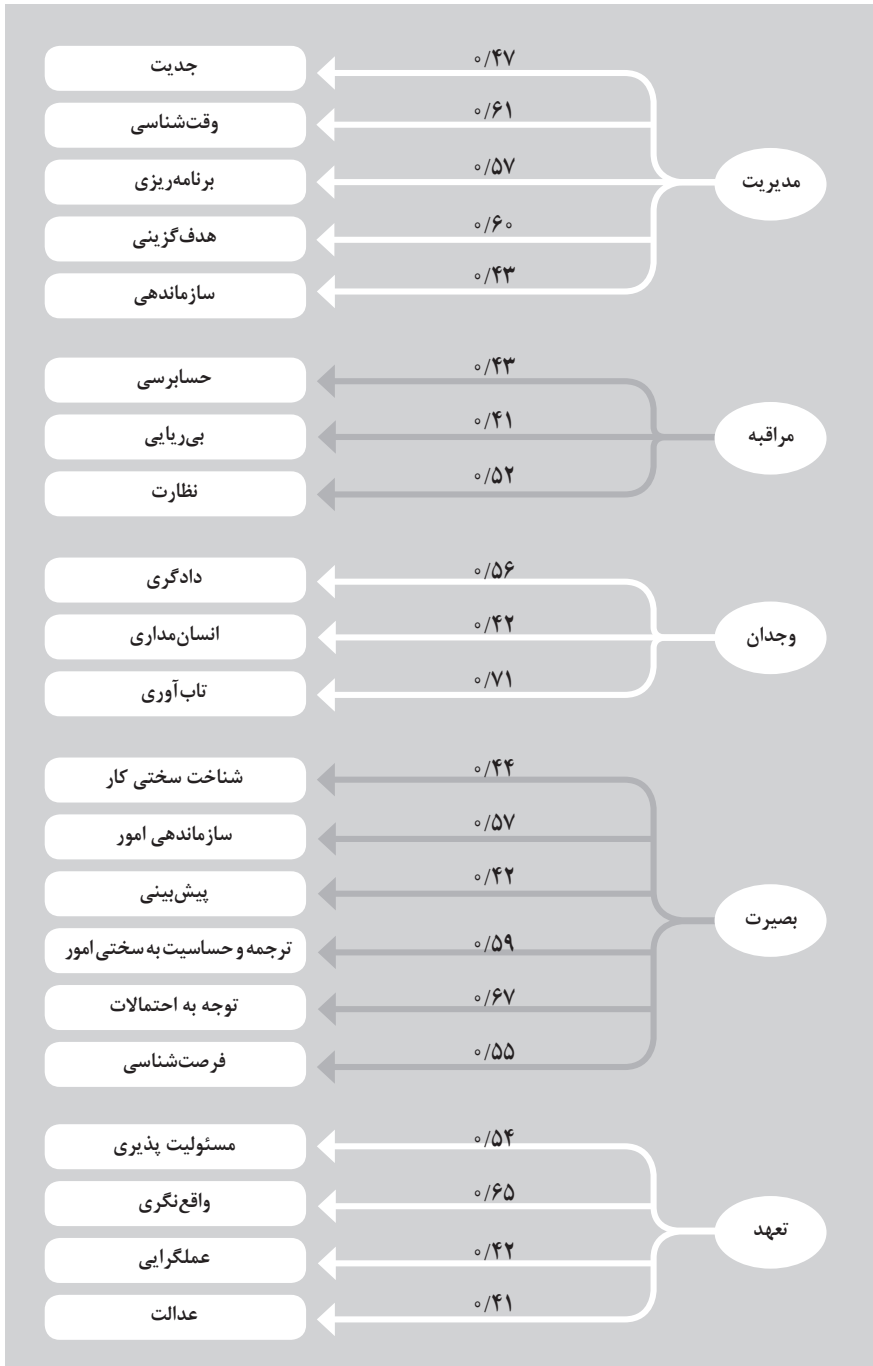 مدیریت
۰/۴۷
جدیت
۰/۶۱
وقت‌شناسی
۰/۵۷
برنامه‌ریزی
۰/۶۰
هدف‌گزینی
۰/۴۳
سازماندهی
مراقبه
۰/۴۳
حسابرسی
۰/۴۱
بی‌ریایی
۰/۵۲
نظارت
وجدان
۰/۵۶
دادگری
۰/۴۲
انسان‌مداری
۰/۷۱
تاب‌آوری
بصیرت
۰/۴۴
شناخت سختی کار
۰/۵۷
سازماندهی امور
۰/۴۲
پیش‌بینی
۰/۵۹
ترجمه و حساسیت به سختی امور
۰/۶۷
توجه به احتمالات
۰/۵۵
فرصت‌شناسی
تعهد
۰/۵۴
مسئولیت پذیری
۰/۶۵
واقع‌نگری
۰/۴۲
عملگرایی
۰/۴۱
عدالت